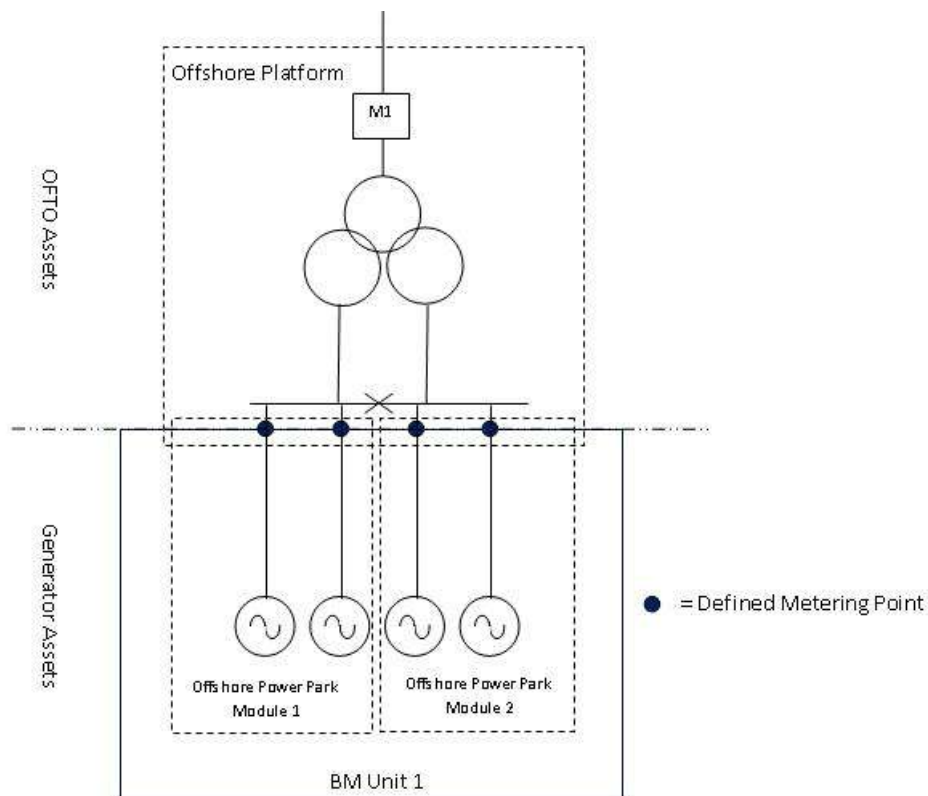 Offshore Platform
M1
OFTO Assets
Generator Assets
= Defined Metering Point
Offshore Power Park
Module 1
Offshore Power Park
Module 2
BM Unit 1